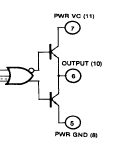 PWR VC (11)
7
OUTPUT (10)
6
5
PWR GND (8)